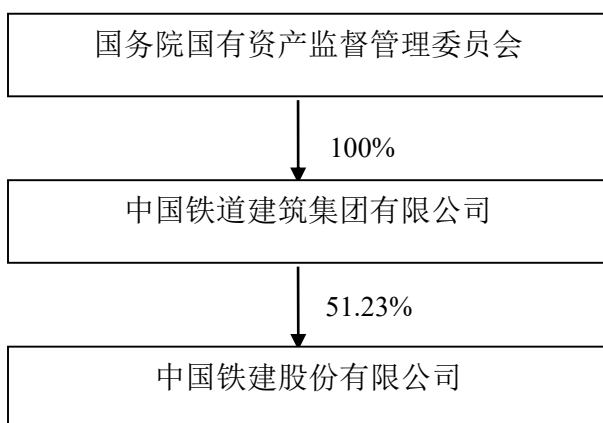 国务院国有资产监督管理委员会
100%
中国铁道建筑集团有限公司
51.23%
中国铁建股份有限公司